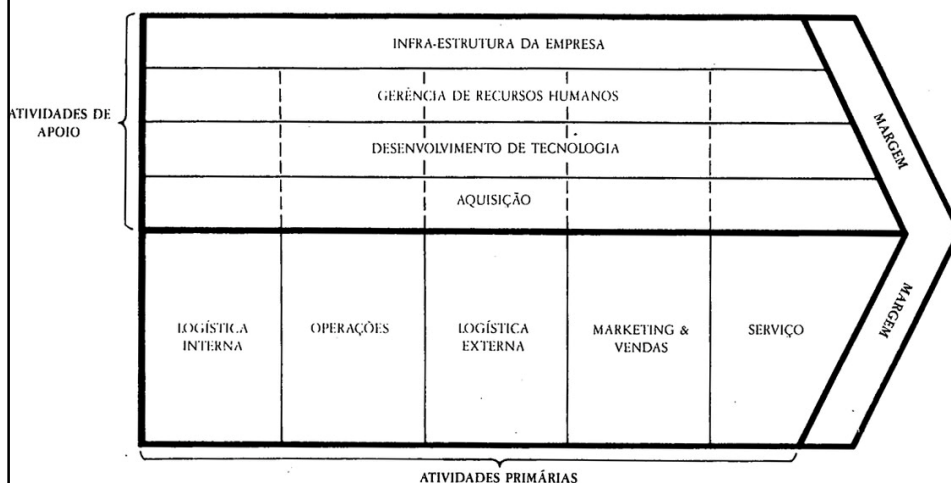 INFRA-ESTRUTURA DA EMPRESA
GERÊNCIA DE RECURSOS HUMANOS
ATIVIDADES DE
APOIO
DESENVOLVIMENTO DE TECNOLOGIA
AQUISIÇÃO
MARGEM
LOGÍSTICA
INTERNA
OPERAÇÕES
LOGÍSTICA
EXTERNA
MARKETING &
VENDAS
SERVIÇO
MARGEM
ATIVIDADES PRIMÁRIAS